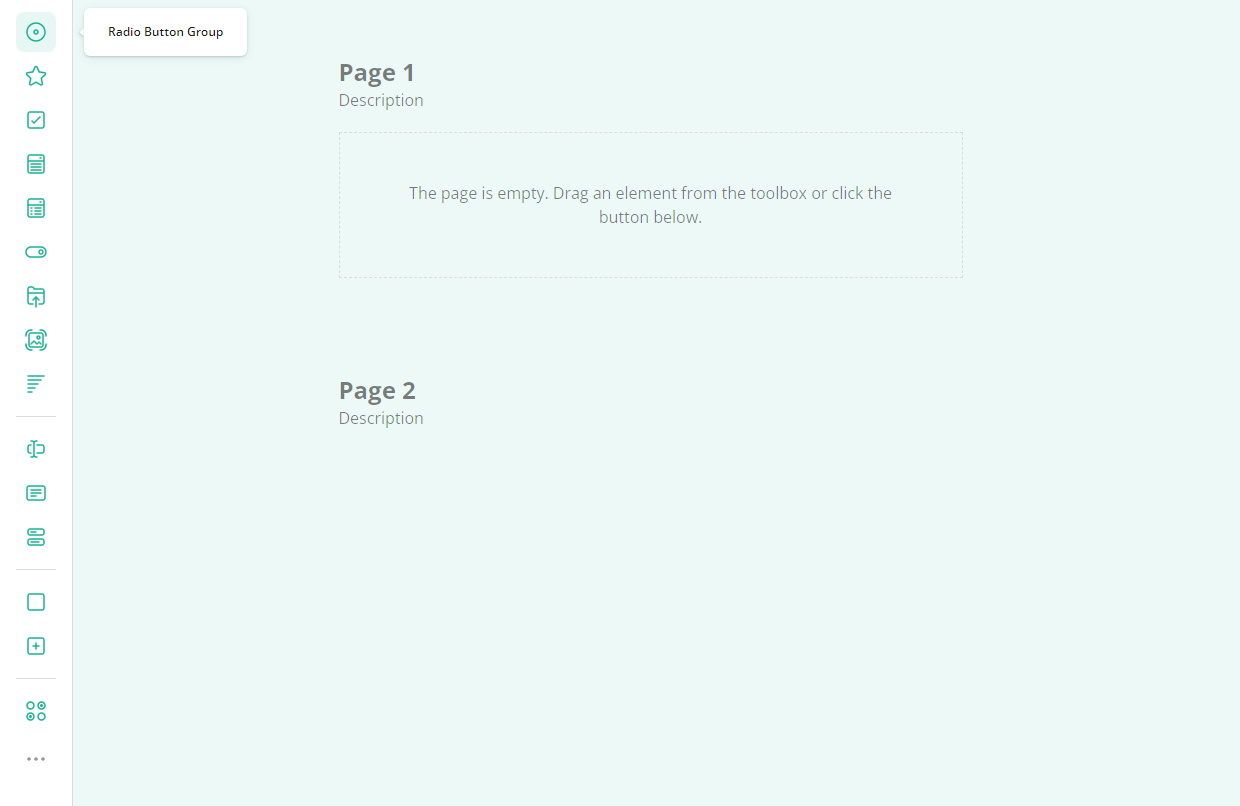 Radio Button Group
Page 1
Description
The page is empty. Drag an element from the toolbox or click the
button below.
Page 2
Description